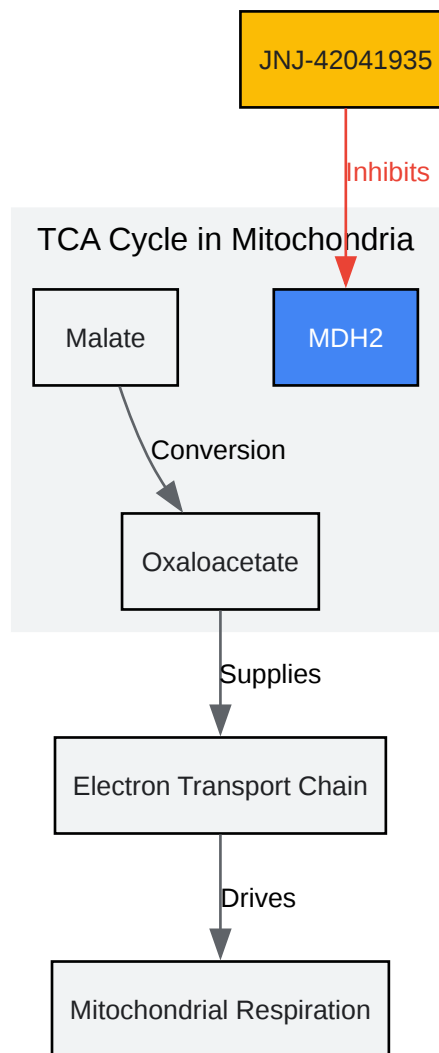 JNJ-42041935
Inhibits
TCA Cycle in Mitochondria
Malate
MDH2
Conversion
Oxaloacetate
Supplies
Electron Transport Chain
Drives
Mitochondrial Respiration